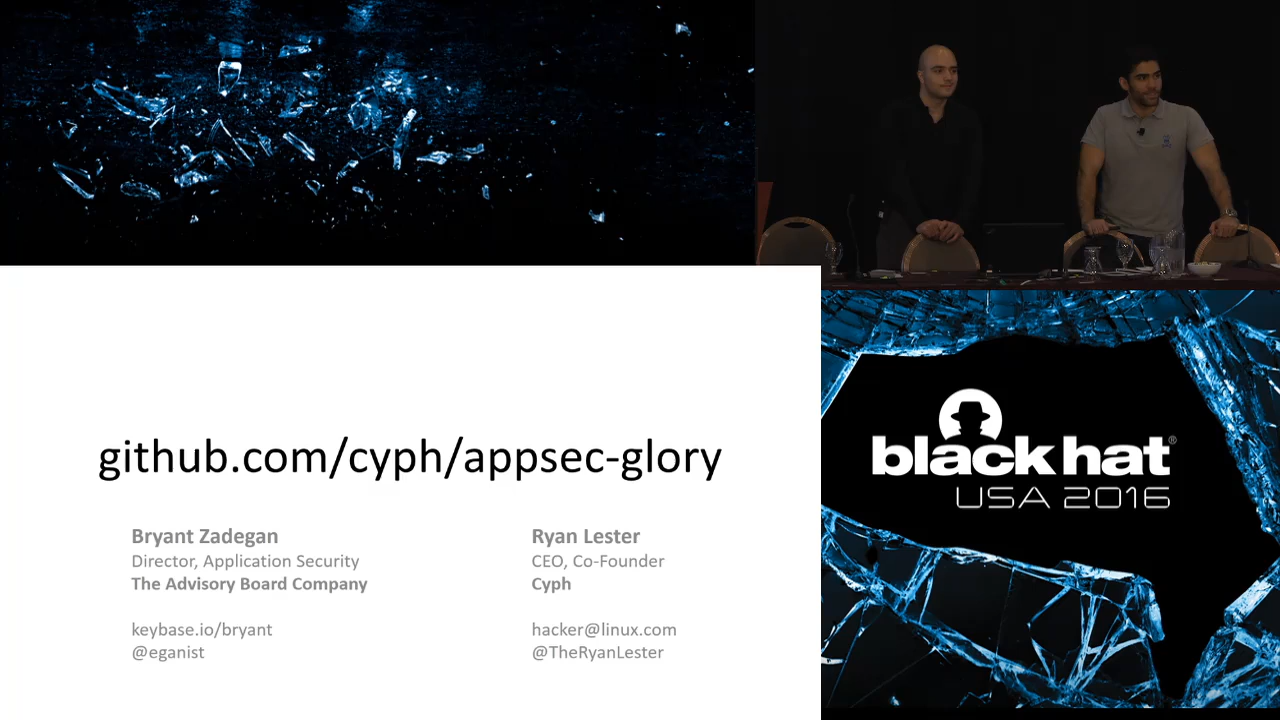 github.com/cyph/appsec-glory
Bryant Zadegan
Director, Application Security
The Advisory Board Company
keybase.io/bryant
@eganist
Ryan Lester
CEO, Co-Founder
Cyph
hacker@linux.com
@TheRyanLester
black hat®
USA 2016